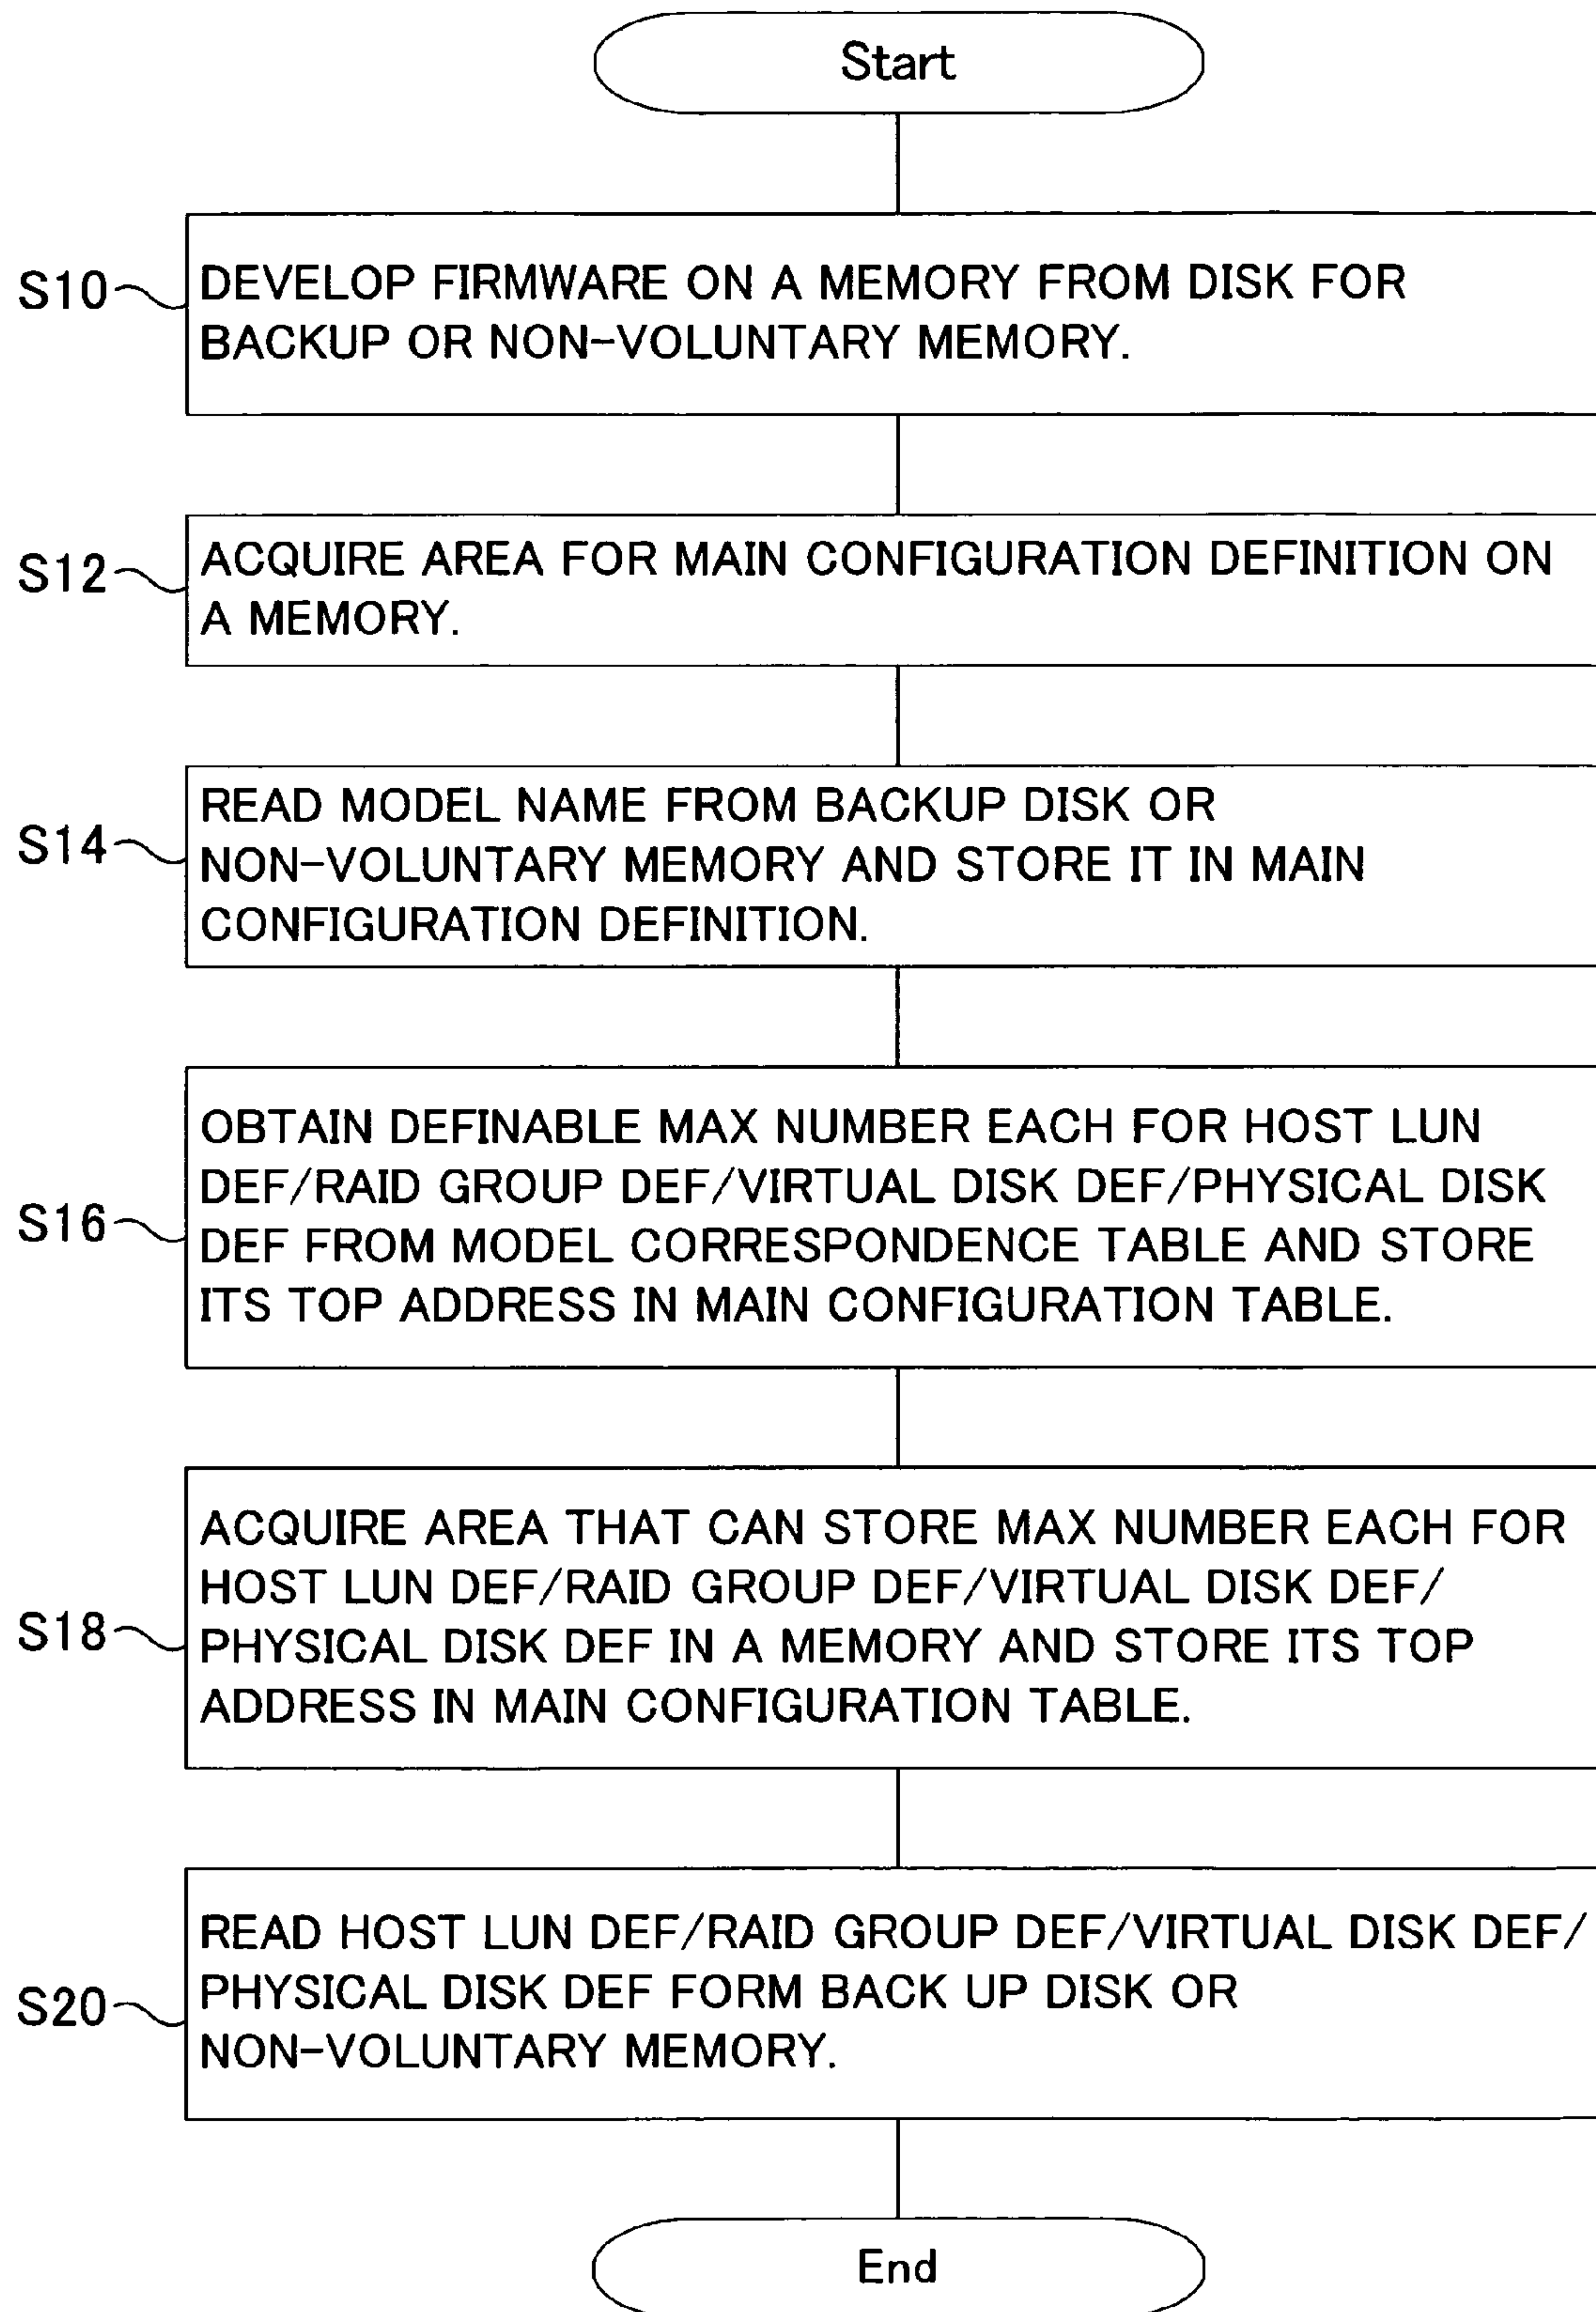 Start
S10
DEVELOP FIRMWARE ON A MEMORY FROM DISK FOR
BACKUP OR NON-VOLUNTARY MEMORY.
S12
ACQUIRE AREA FOR MAIN CONFIGURATION DEFINITION ON
A MEMORY.
S14
READ MODEL NAME FROM BACKUP DISK OR
NON-VOLUNTARY MEMORY AND STORE IT IN MAIN
CONFIGURATION DEFINITION.
S16
OBTAIN DEFINABLE MAX NUMBER EACH FOR HOST LUN
DEF/RAID GROUP DEF/VIRTUAL DISK DEF/PHYSICAL DISK
DEF FROM MODEL CORRESPONDENCE TABLE AND STORE
ITS TOP ADDRESS IN MAIN CONFIGURATION TABLE.
S18
ACQUIRE AREA THAT CAN STORE MAX NUMBER EACH FOR
HOST LUN DEF/RAID GROUP DEF/VIRTUAL DISK DEF/
PHYSICAL DISK DEF IN A MEMORY AND STORE ITS TOP
ADDRESS IN MAIN CONFIGURATION TABLE.
S20
READ HOST LUN DEF/RAID GROUP DEF/VIRTUAL DISK DEF/
PHYSICAL DISK DEF FORM BACK UP DISK OR
NON-VOLUNTARY MEMORY.
End